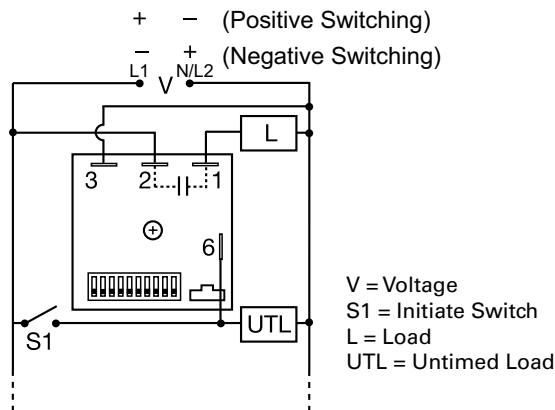 + − (Positive Switching)
− + (Negative Switching)
L1 V N/L2
L
3 2 1
6
S1 UTL
V = Voltage
S1 = Initiate Switch
L = Load
UTL = Untimed Load